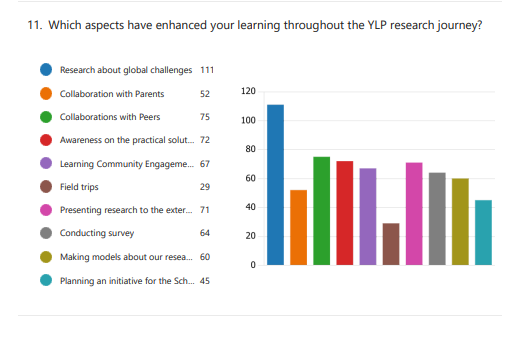 11. Which aspects have enhanced your learning throughout the YLP research journey?
Research about global challenges 111
Collaboration with Parents 52
Collaborations with Peers 75
Awareness on the practical solut... 72
Learning Community Engageme... 67
Field trips 29
Presenting research to the exter... 71
Conducting survey 64
Making models about our resea... 60
Planning an initiative for the Sch... 45
120
100
80
60
40
20
0